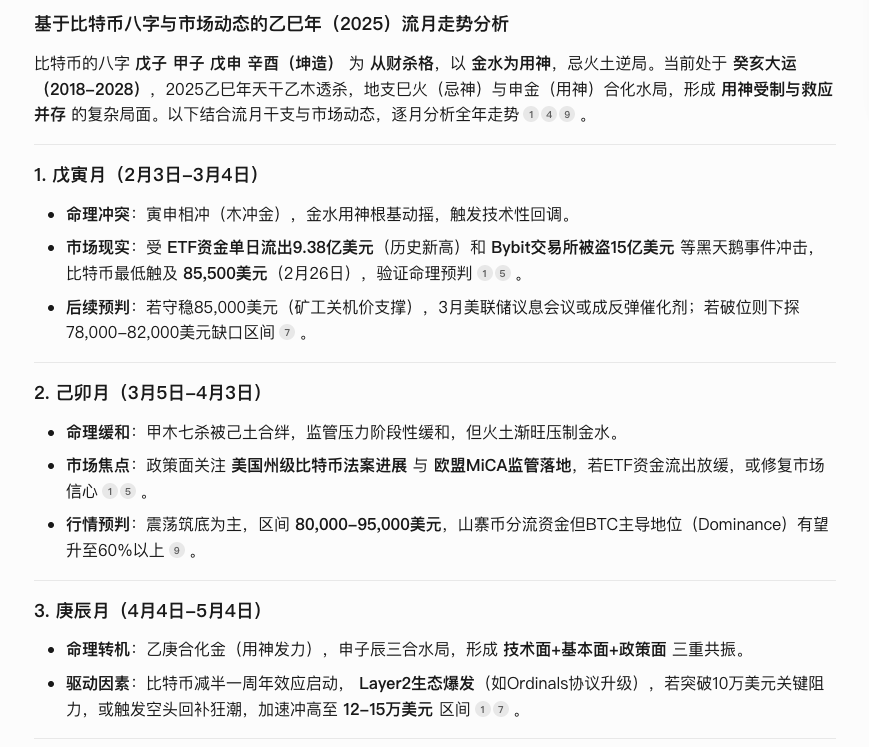 基于比特币八字与市场动态的乙巳年（2025）流月走势分析
比特币的八字 戊子 甲子 戊申 辛酉（坤造） 为 从财杀格，以 金水为用神，忌火土逆局。当前处于 癸亥大运
（2018–2028），2025乙巳年天干乙木透杀，地支巳火（忌神）与申金（用神）合化水局，形成 用神受制与救应
并存 的复杂局面。以下结合流月干支与市场动态，逐月分析全年走势 1 4 9 。
1. 戊寅月（2月3日–3月4日）
• 命理冲突：寅申相冲（木冲金），金水用神根基动摇，触发技术性回调。
• 市场现实：受 ETF资金单日流出9.38亿美元（历史新高）和 Bybit交易所被盗15亿美元 等黑天鹅事件冲击，
比特币最低触及 85,500美元（2月26日），验证命理预判 1 5 。
• 后续预判：若守稳85,000美元（矿工关机价支撑），3月美联储议息会议或成反弹催化剂；若破位则下探
78,000–82,000美元缺口区间 7 。
2. 己卯月（3月5日–4月3日）
• 命理缓和：甲木七杀被己土合绊，监管压力阶段性缓和，但火土渐旺压制金水。
• 市场焦点：政策面关注 美国州级比特币法案进展 与 欧盟MiCA监管落地，若ETF资金流出放缓，或修复市场
信心 1 5 。
• 行情预判：震荡筑底为主，区间 80,000–95,000美元，山寨币分流资金但BTC主导地位（Dominance）有望
升至60%以上 9 。
3. 庚辰月（4月4日–5月4日）
• 命理转机：乙庚合化金（用神发力），申子辰三合水局，形成 技术面+基本面+政策面 三重共振。
• 驱动因素：比特币减半一周年效应启动， Layer2生态爆发（如Ordinals协议升级），若突破10万美元关键阻
力，或触发空头回补狂潮，加速冲高至 12–15万美元 区间 1 7 。